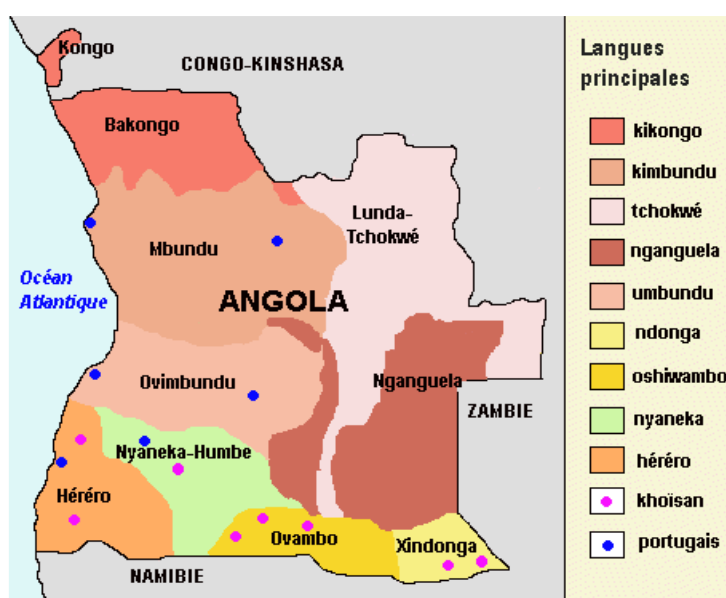 Kongo
CONGO-KINSHASA
Bakongo
Lunda-
Tchokwé
Mbundu
Océan
Atlantique
ANGOLA
Ovimbundu
Nganguela
ZAMBIE
Nyaneka-Humbe
Héréro
Ovambo
Xindonga
NAMIBIE
Langues
principales
kikongo
kimbundu
tchokwé
nganguela
umbundu
ndonga
oshiwambo
nyaneka
héréro
khoïsan
portugais